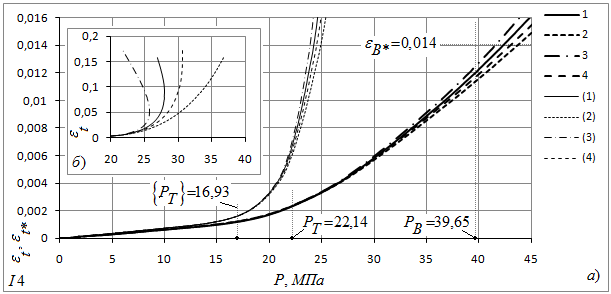 0,016
0,014
0,012
0,01
0,008
0,006
0,004
0,002
0
ε_t, ε_t*
0 5 10 15 20 25 30 35 40 45
P, МПа
14
а)
0,2
0,15
0,1
0,05
0
ε_t
20 25 30 35 40
б)
ε_B*=0,014
{P_T}=16,93
P_T=22,14
P_B=39,65
1
2
3
4
(1)
(2)
(3)
(4)